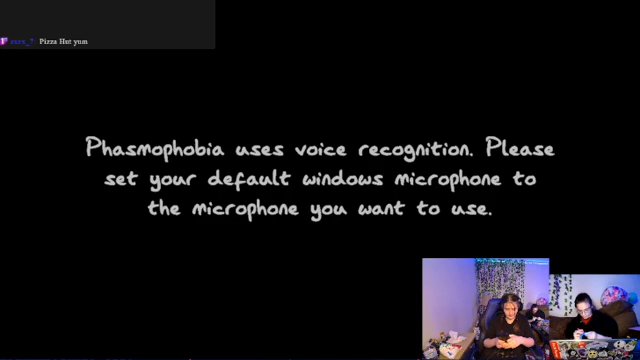 Pizza Hut yum
Phasmophobia uses voice recognition. Please
set your default windows microphone to
the microphone you want to use.